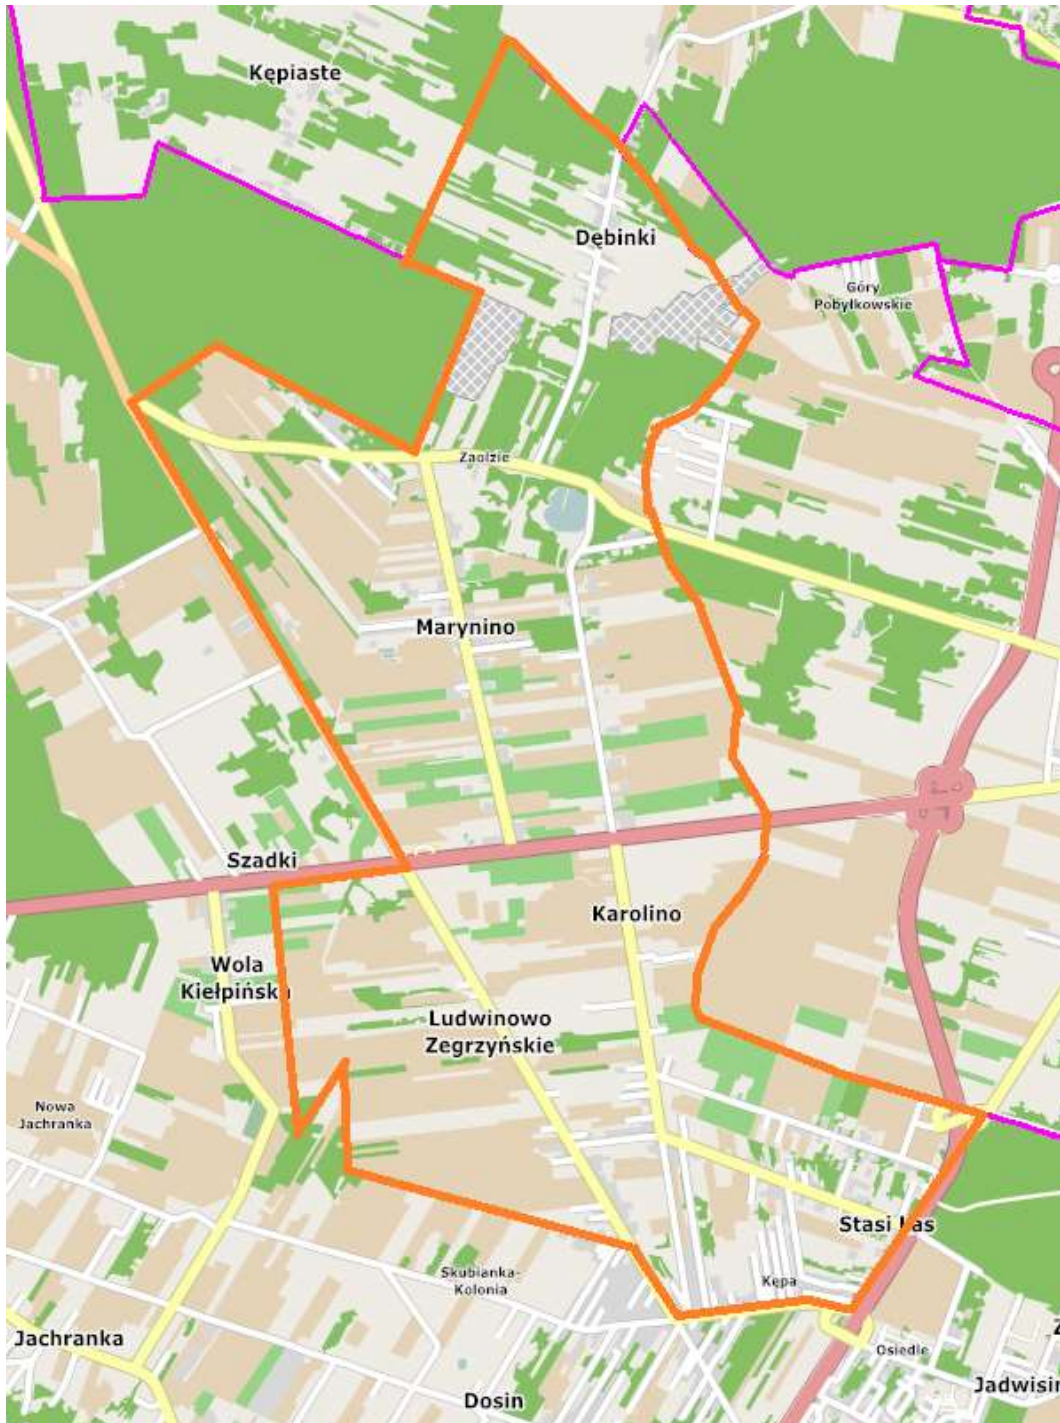 Kępiaste
Dębinki
Góry
Pobyłkowskie
Zaolzie
Marynino
Szadki
Karolino
Wola
Kiełpińska
Ludwinowo
Zegrzyńskie
Nowa
Jachranka
Stasi Las
Skubianka-
Kolonia
Kępa
Jachranka
Osiedle
Jadwisin
Dosin